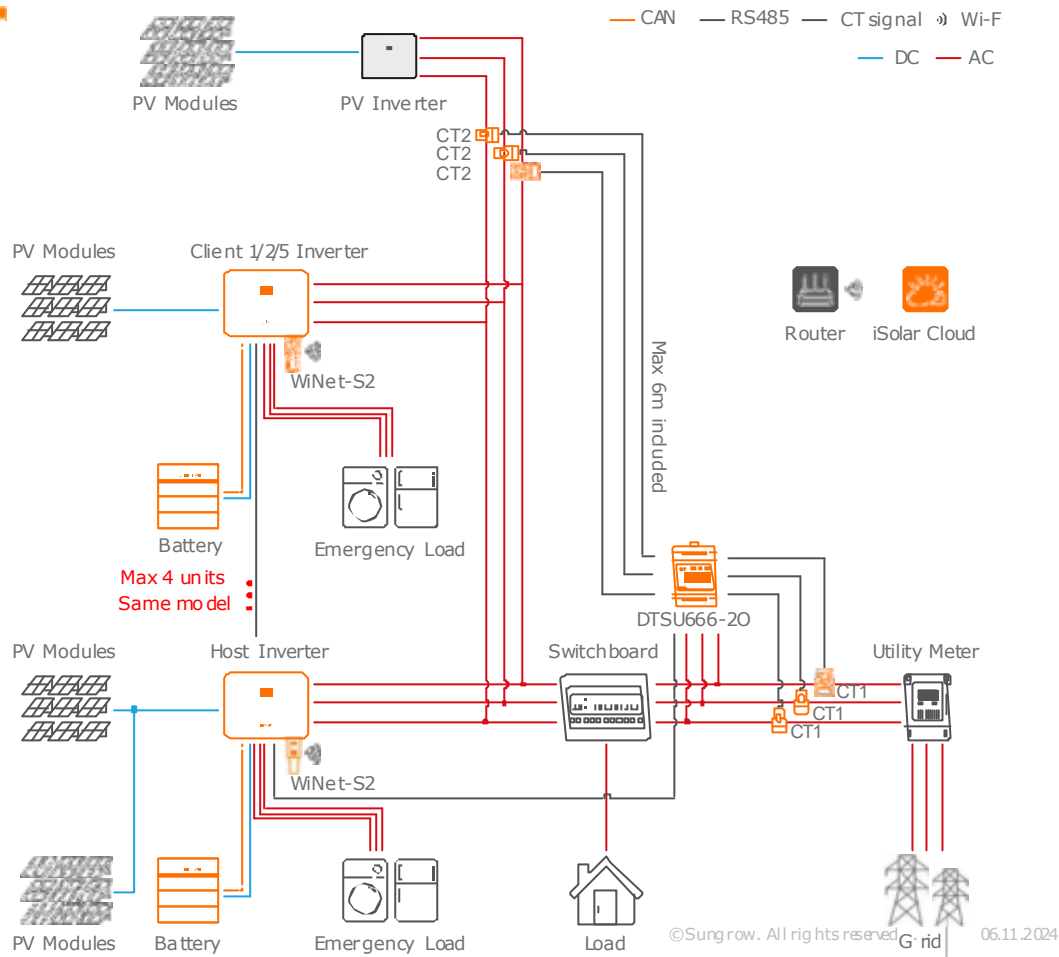 CAN RS485 CT signal Wi-F
DC AC
PV Modules PV Inverter
CT2
CT2
CT2
PV Modules Client 1/2/5 Inverter
Router iSolar Cloud
WiNet-S2
Max 6m included
Battery Emergency Load
Max 4 units
Same model
DTSU666-20
PV Modules Host Inverter Switchboard Utility Meter
CT1
CT1
CT1
WiNet-S2
PV Modules Battery Emergency Load Load Grid
©Sungrow. All rights reserved 06.11.2024